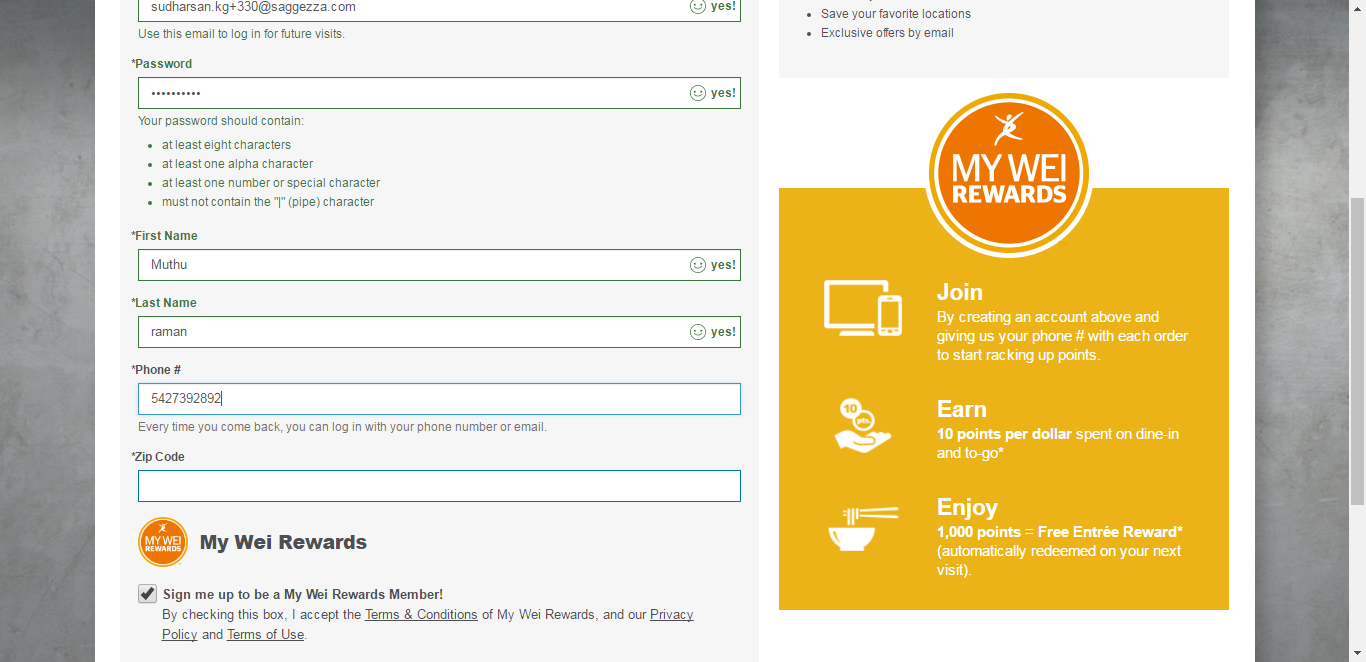 sudharsan.kg+330@saggezza.com
yes!
Use this email to log in for future visits.
*Password
••••••••••
yes!
Your password should contain:
• at least eight characters
• at least one alpha character
• at least one number or special character
• must not contain the "|" (pipe) character
*First Name
Muthu
yes!
*Last Name
raman
yes!
*Phone #
5427392892
Every time you come back, you can log in with your phone number or email.
*Zip Code
MY WEI
REWARDS
My Wei Rewards
Sign me up to be a My Wei Rewards Member!
By checking this box, I accept the Terms & Conditions of My Wei Rewards, and our Privacy
Policy and Terms of Use.
• Save your favorite locations
• Exclusive offers by email
MY WEI
REWARDS
Join
By creating an account above and
giving us your phone # with each order
to start racking up points.
10
pts.
Earn
10 points per dollar spent on dine-in
and to-go*
Enjoy
1,000 points = Free Entrée Reward*
(automatically redeemed on your next
visit).